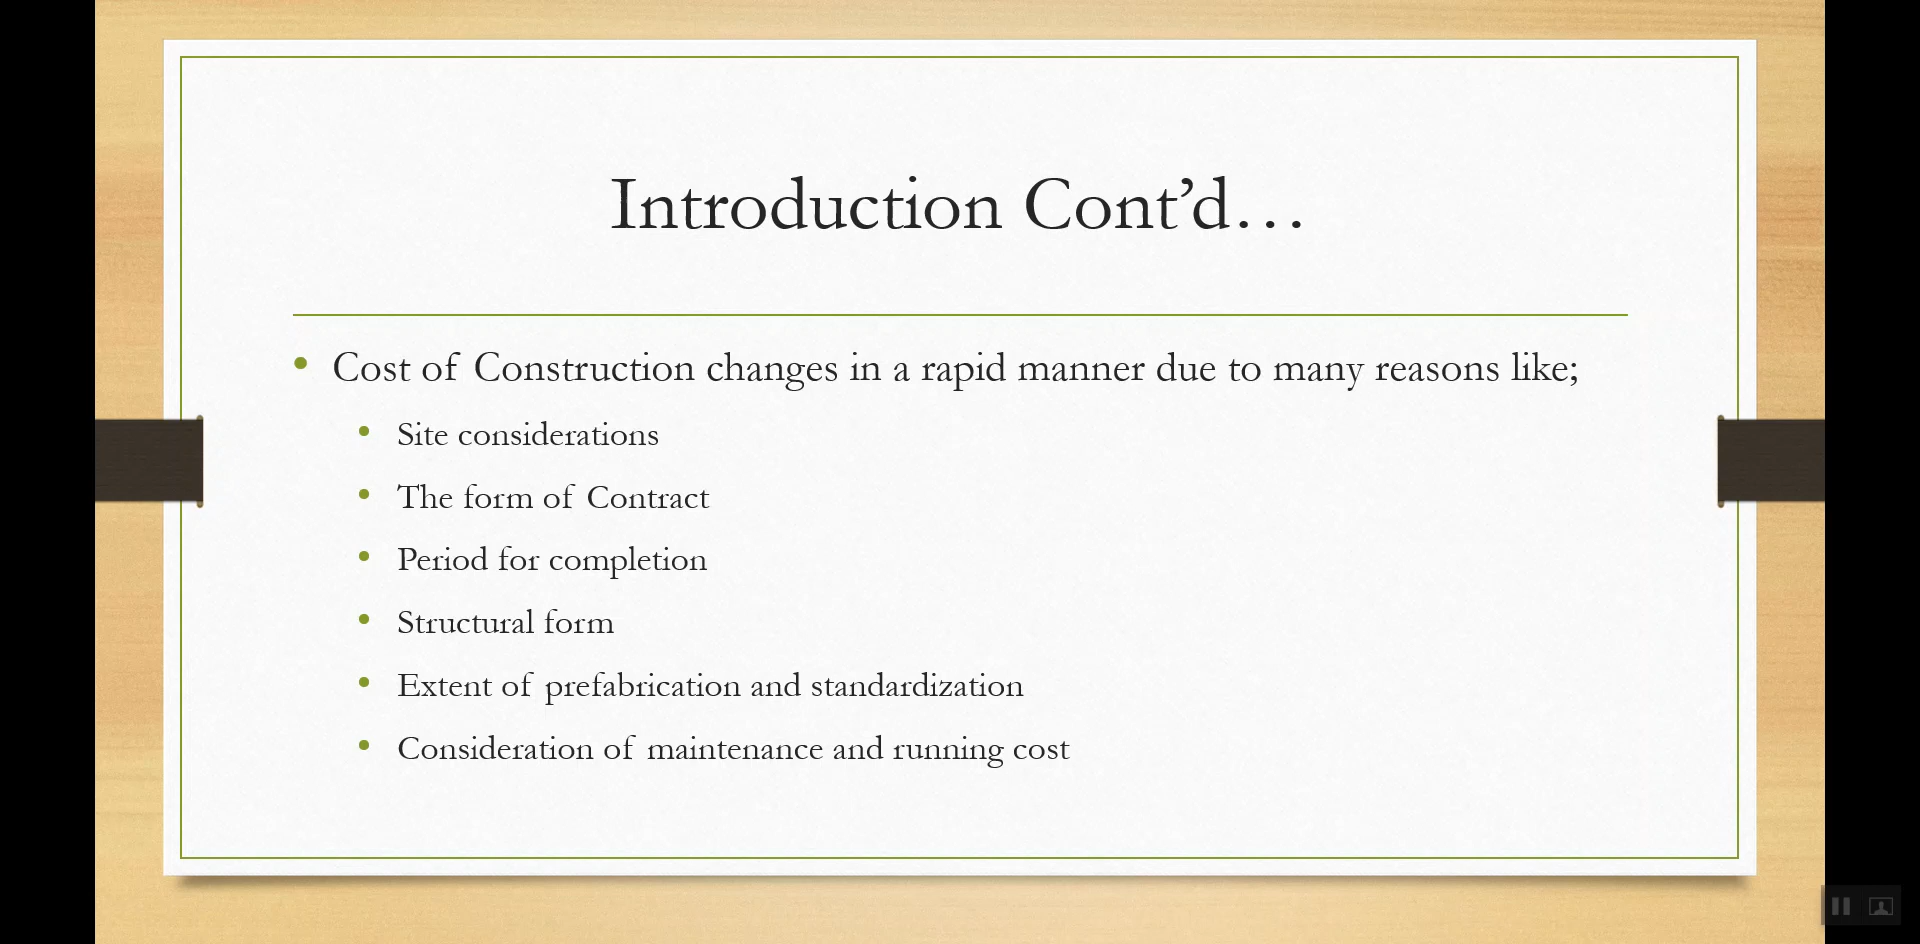 Introduction Cont’d…
Cost of Construction changes in a rapid manner due to many reasons like;
Site considerations
The form of Contract
Period for completion
Structural form
Extent of prefabrication and standardization
Consideration of maintenance and running cost